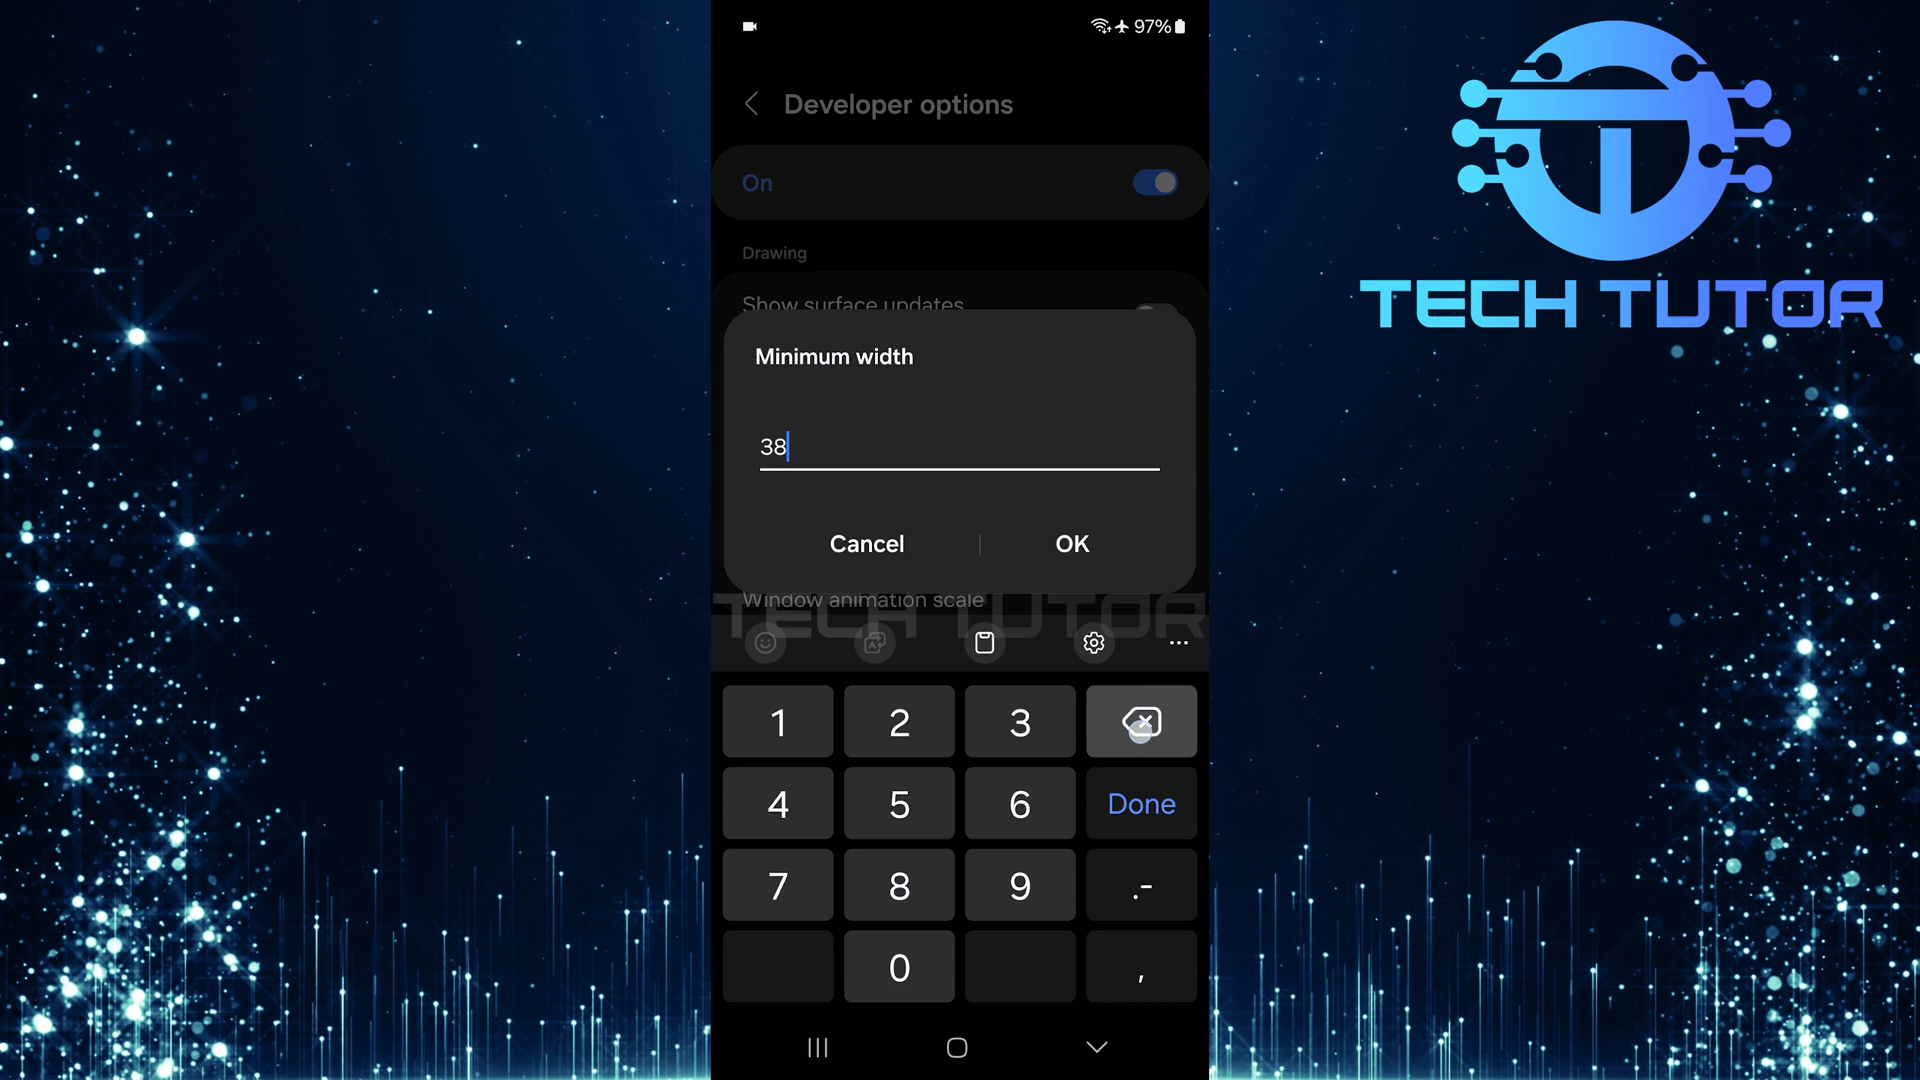 97%
Developer options
On
Drawing
Show surface updates
Minimum width
38
Cancel
OK
Window animation scale
TECH TUTOR
1
2
3
4
5
6
Done
7
8
9
.-
0
,
TECH TUTOR